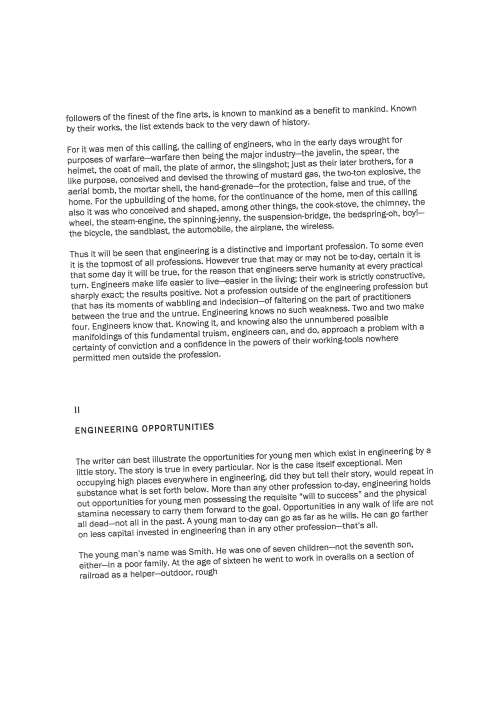 followers of the finest of the fine arts, is known to mankind as a benefit to mankind. Known
by their works, the list extends back to the very dawn of history.
For it was men of this calling, the calling of engineers, who in the early days wrought for
purposes of warfare—warfare then being the major industry—the javelin, the spear, the
helmet, the coat of mail, the plate of armor, the slingshot; just as their later brothers, for a
like purpose, conceived and devised the throwing of mustard gas, the two-ton explosive, the
aerial bomb, the mortar shell, the hand-grenade—for the protection, false and true, of the
home. For the upbuilding of the home, for the continuance of the home, men of this calling
also it was who conceived and shaped, among other things, the cook-stove, the chimney, the
wheel, the steam-engine, the spinning-jenny, the suspension-bridge, the bedspring-oh, boy!—
the bicycle, the sandblast, the automobile, the airplane, the wireless.
Thus it will be seen that engineering is a distinctive and important profession. To some even
it is the topmost of all professions. However true that may or may not be to-day, certain it is
that some day it will be true, for the reason that engineers serve humanity at every practical
turn. Engineers make life easier to live—easier in the living; their work is strictly constructive,
sharply exact; the results positive. Not a profession outside of the engineering profession but
that has its moments of wabbling and indecision—of faltering on the part of practitioners
between the true and the untrue. Engineering knows no such weakness. Two and two make
four. Engineers know that. Knowing it, and knowing also the unnumbered possible
manifoldings of this fundamental truism, engineers can, and do, approach a problem with a
certainty of conviction and a confidence in the powers of their working-tools nowhere
permitted men outside the profession.
II
ENGINEERING OPPORTUNITIES
The writer can best illustrate the opportunities for young men which exist in engineering by a
little story. The story is true in every particular. Nor is the case itself exceptional. Men
occupying high places everywhere in engineering, did they but tell their story, would repeat in
substance what is set forth below. More than any other profession to-day, engineering holds
out opportunities for young men possessing the requisite "will to success" and the physical
stamina necessary to carry them forward to the goal. Opportunities in any walk of life are not
all dead—not all in the past. A young man to-day can go as far as he wills. He can go farther
on less capital invested in engineering than in any other profession—that's all.
The young man's name was Smith. He was one of seven children—not the seventh son,
either—in a poor family. At the age of sixteen he went to work in overalls on a section of
railroad as a helper—outdoor, rough